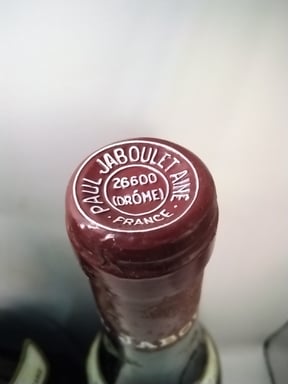 PAUL JABOULET AINE
26600
(DRÔME)
· FRANCE ·